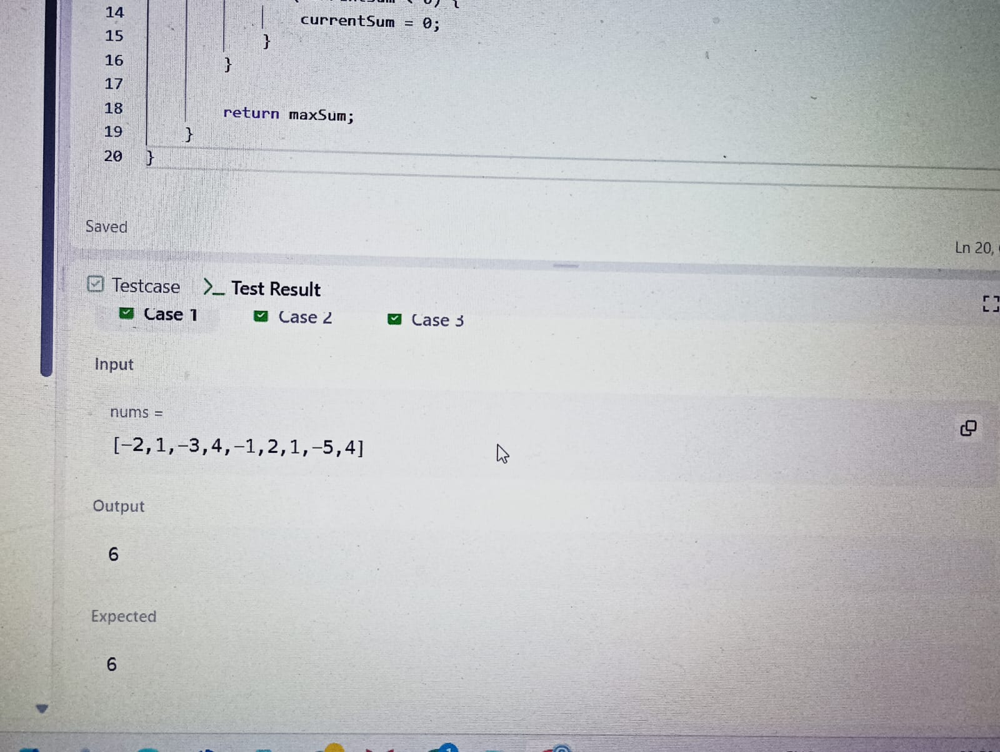 14
currentSum = 0;
15 }
16 }
17
18 return maxSum;
19 }
20 }
Saved
Ln 20,
Testcase >_ Test Result
Case 1 Case 2 Case 3
Input
nums =
[-2,1,-3,4,-1,2,1,-5,4]
Output
6
Expected
6